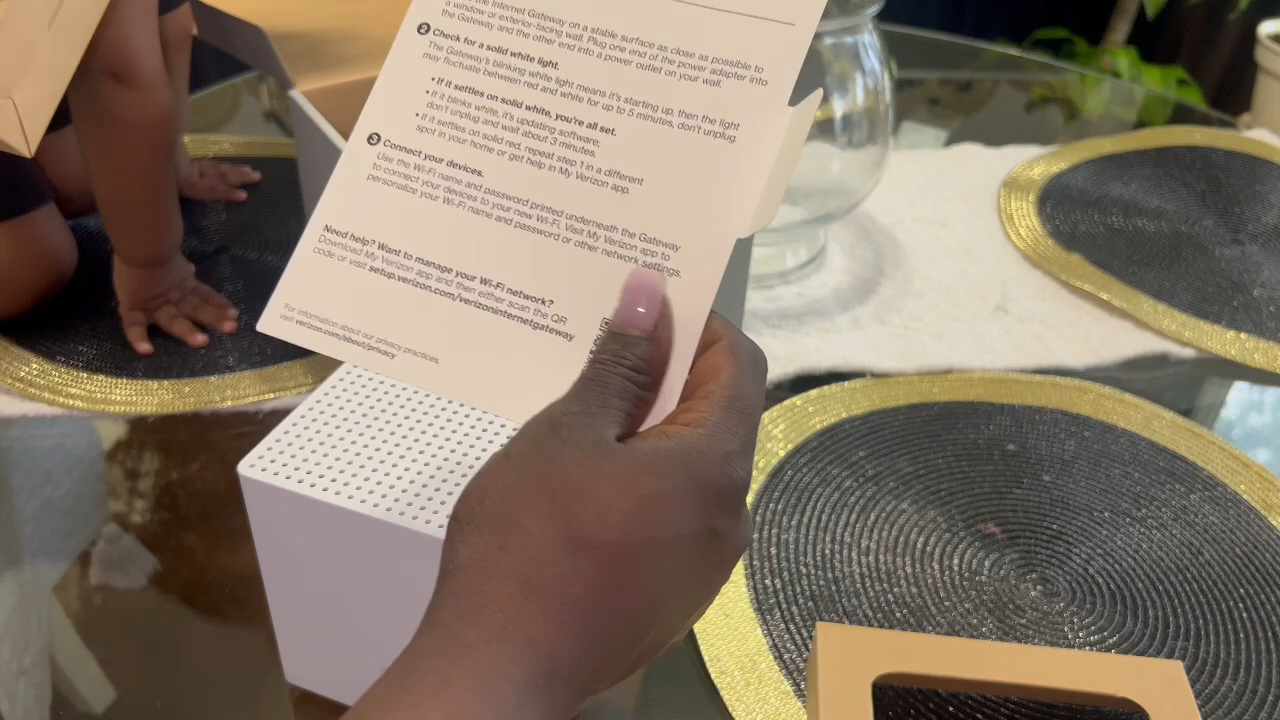 the Internet Gateway on a stable surface as close as possible to
a window or exterior-facing wall. Plug one end of the power adapter into
the Gateway and the other end into a power outlet on your wall.
2 Check for a solid white light.
The Gateway's blinking white light means it's starting up, then the light
may fluctuate between red and white for up to 5 minutes, don't unplug.
• If it settles on solid white, you're all set.
• If it blinks white, it's updating software;
don't unplug and wait about 3 minutes.
• If it settles on solid red, repeat step 1 in a different
spot in your home or get help in My Verizon app.
3 Connect your devices.
Use the Wi-Fi name and password printed underneath the Gateway
to connect your devices to your new Wi-Fi. Visit My Verizon app to
personalize your Wi-Fi name and password or other network settings.
Need help? Want to manage your Wi-Fi network?
Download My Verizon app and then either scan the QR
code or visit setup.verizon.com/verizoninternetgateway
For information about our privacy practices,
visit verizon.com/about/privacy